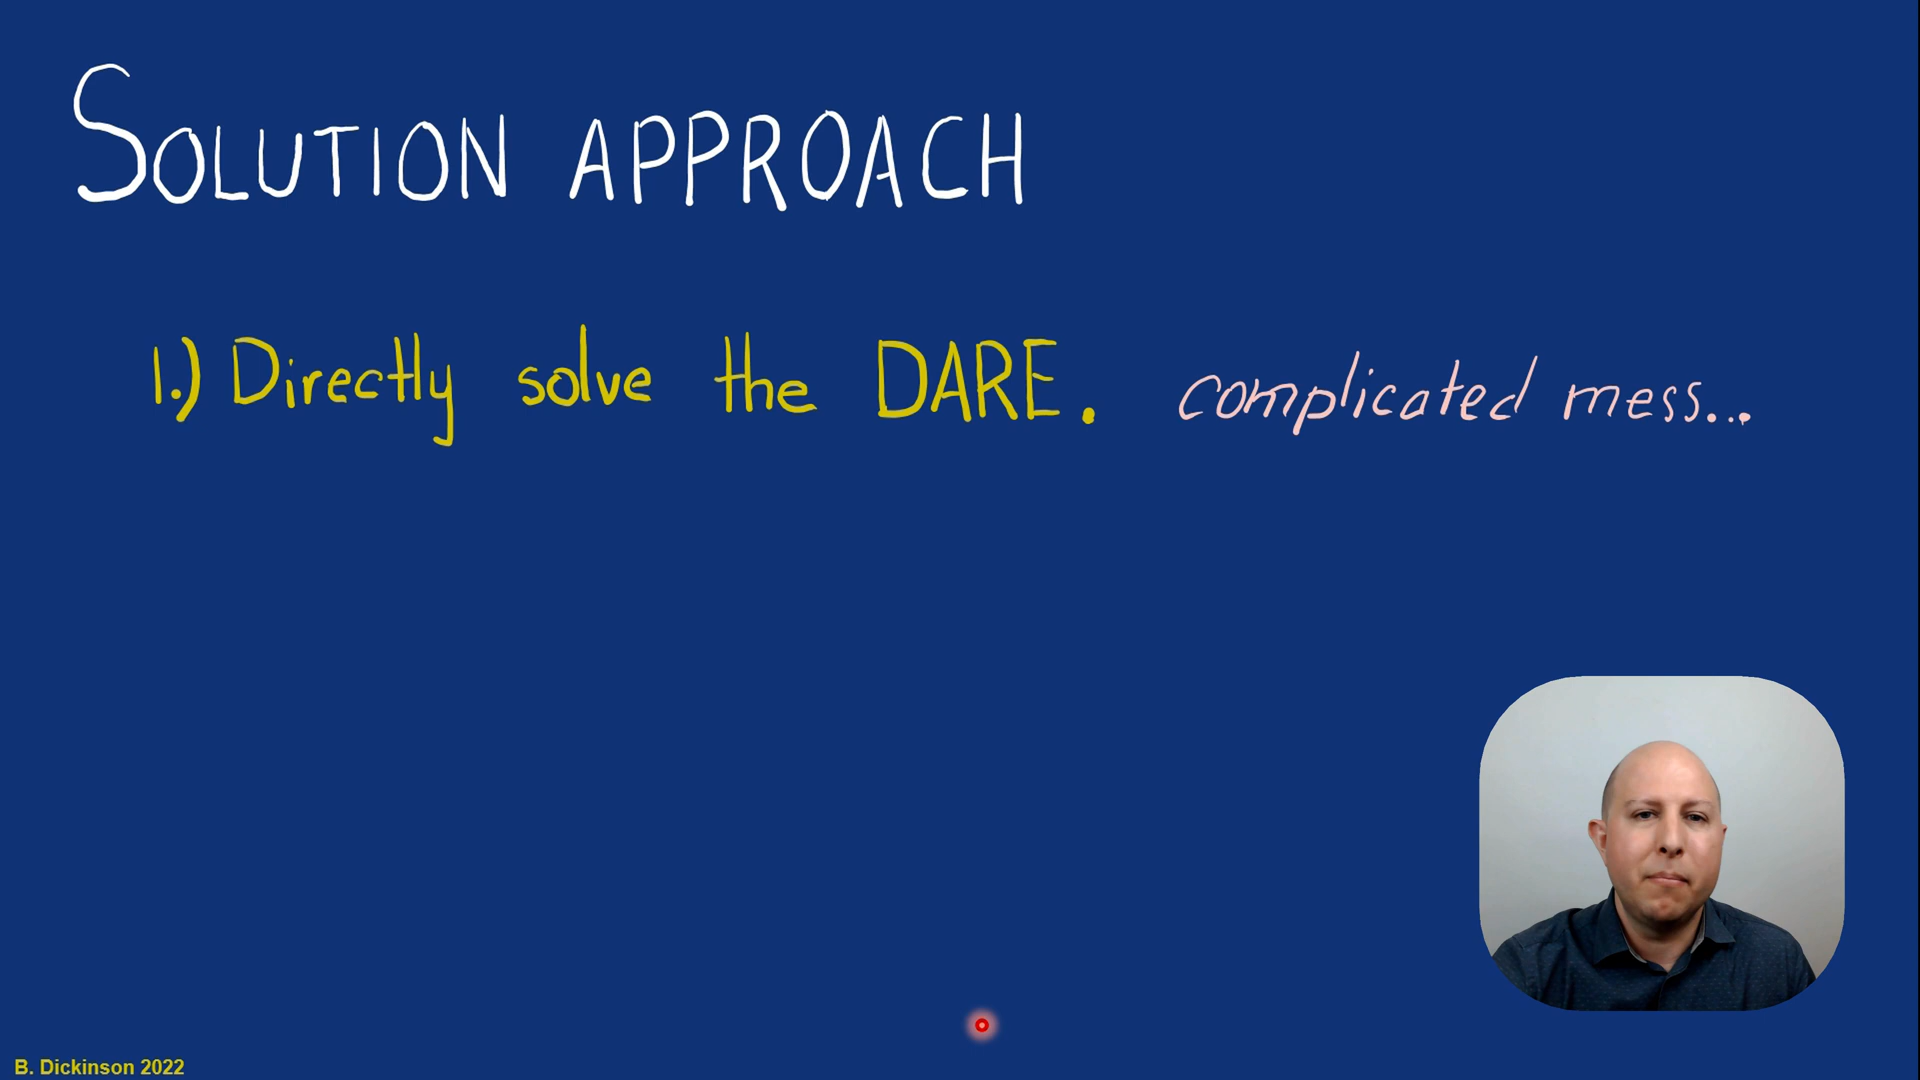 SOLUTION APPROACH
1.) Directly solve the DARE. complicated mess...
B. Dickinson 2022